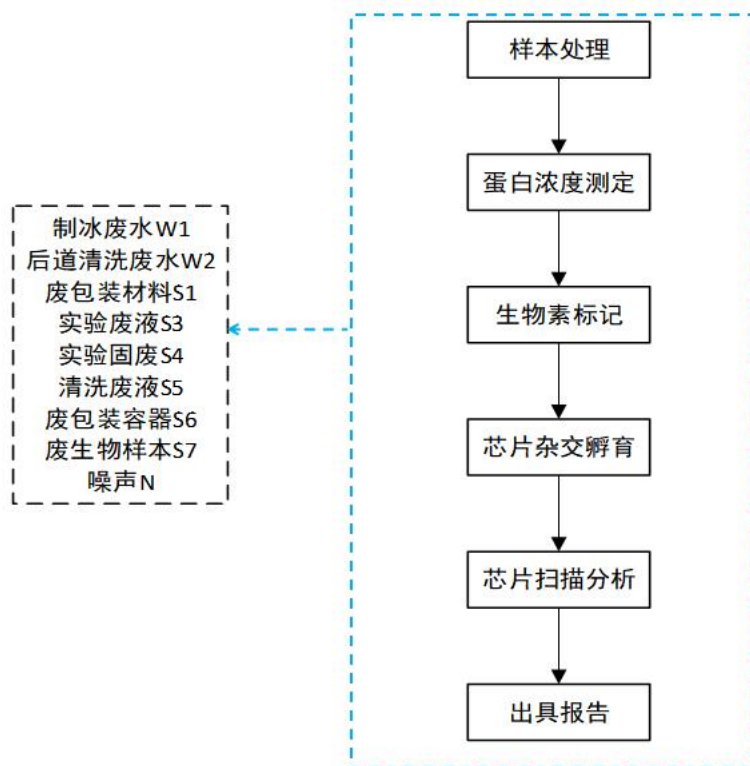 样本处理
蛋白浓度测定
生物素标记
芯片杂交孵育
芯片扫描分析
出具报告
制冰废水W1
后道清洗废水W2
废包装材料S1
实验废液S3
实验固废S4
清洗废液S5
废包装容器S6
废生物样本S7
噪声N